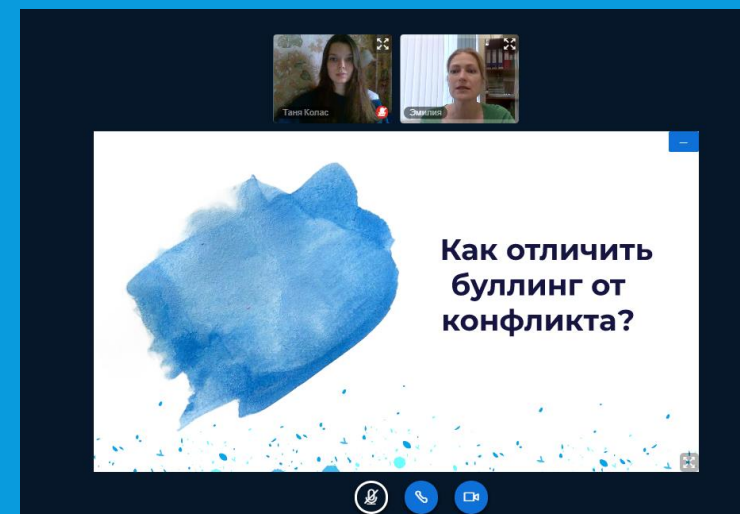 Таня Колас
Эмилия
Как отличить
буллинг от
конфликта?